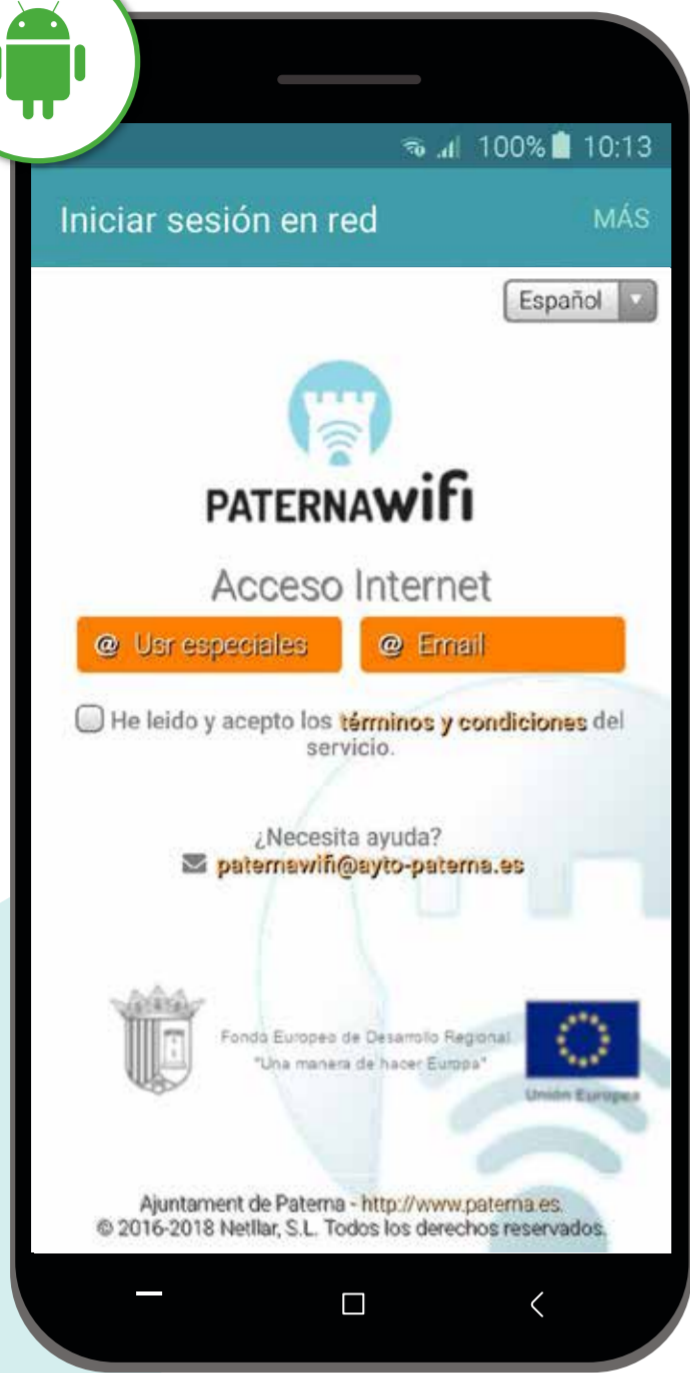 100% 10:13
Iniciar sesión en red MÁS
Español
PATERNAwifi
Acceso Internet
@ Usr especiales @ Email
He leido y acepto los términos y condiciones del
servicio.
¿Necesita ayuda?
paternawifi@ayto-paterna.es
Fondo Europeo de Desarrollo Regional
"Una manera de hacer Europa"
Unión Europea
Ajuntament de Paterna - http://www.paterna.es.
© 2016-2018 Netllar, S.L. Todos los derechos reservados.